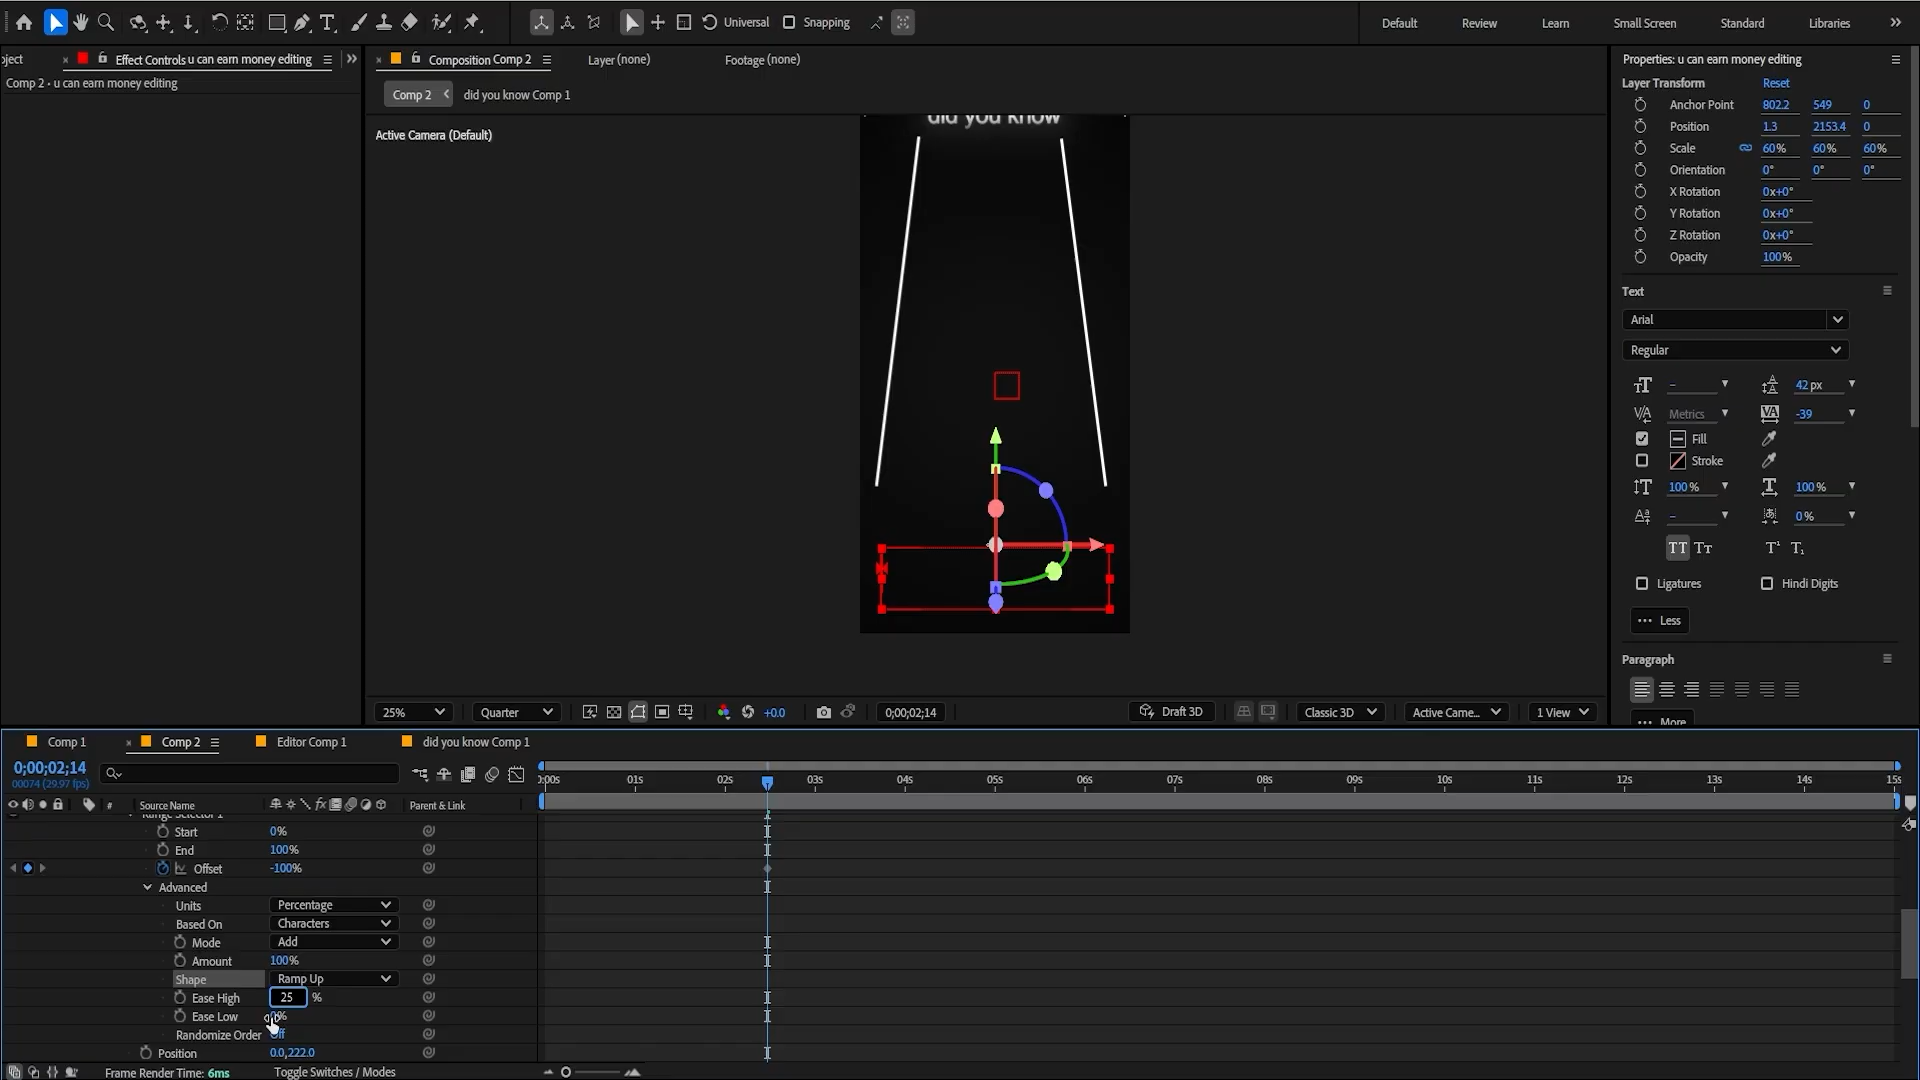 Universal
Snapping
Default
Review
Learn
Small Screen
Standard
Libraries
oject
Effect Controls u can earn money editing
Comp 2 • u can earn money editing
Composition Comp 2
Layer (none)
Footage (none)
Comp 2
did you know Comp 1
Active Camera (Default)
did you know
Properties: u can earn money editing
Layer Transform
Reset
Anchor Point 802.2 549 0
Position 1.3 2153.4 0
Scale 60% 60% 60%
Orientation 0° 0° 0°
X Rotation 0x+0°
Y Rotation 0x+0°
Z Rotation 0x+0°
Opacity 100%
Text
Arial
Regular
– 42 px
Metrics -39
Fill
Stroke
100% 100%
– 0%
TT Tт T¹ T₁
Ligatures Hindi Digits
Less
Paragraph
More
25% Quarter +0.0 0;00;02;14 Draft 3D Classic 3D Active Came... 1 View
Comp 1
Comp 2
Editor Comp 1
did you know Comp 1
0;00;02;14
00074 (29.97 fps)
:00s 01s 02s 03s 04s 05s 06s 07s 08s 09s 10s 11s 12s 13s 14s 15s
# Source Name fx Parent & Link
Range Selector 1
Start 0%
End 100%
Offset -100%
Advanced
Units Percentage
Based On Characters
Mode Add
Amount 100%
Shape Ramp Up
Ease High 25 %
Ease Low %
Randomize Order Off
Position 0.0,222.0
Frame Render Time: 6ms
Toggle Switches / Modes